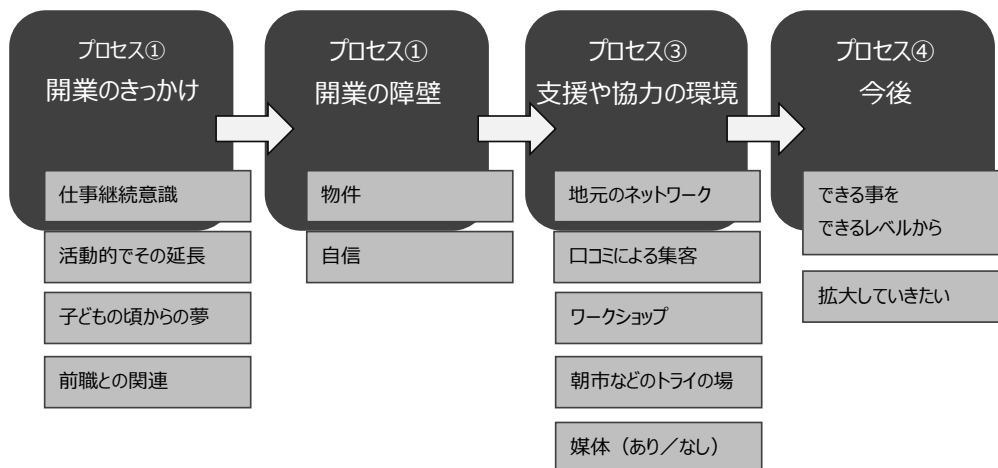 プロセス①
開業のきっかけ
仕事継続意識
活動的でその延長
子どもの頃からの夢
前職との関連
プロセス①
開業の障壁
物件
自信
プロセス③
支援や協力の環境
地元のネットワーク
口コミによる集客
ワークショップ
朝市などのトライの場
媒体（あり／なし）
プロセス④
今後
できる事を
できるレベルから
拡大していきたい